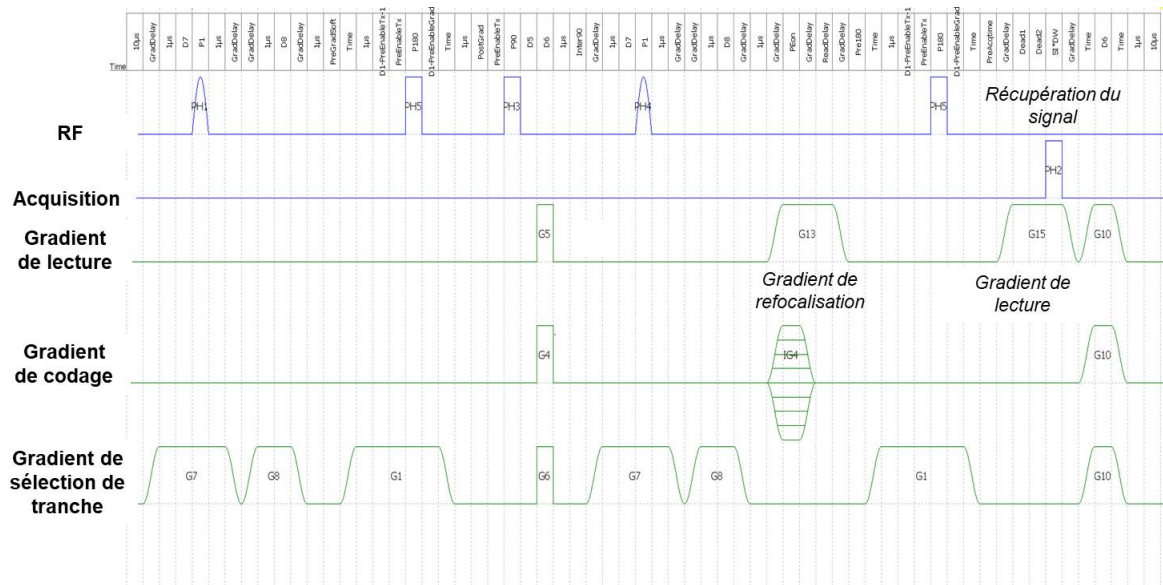 Time
10µs
GradDelay
1µs
D7
P1
1µs
GradDelay
GradDelay
D8
GradDelay
1µs
PreGradSoft
Time
1µs
D1-PreEnableTx-1
PreEnableTx
P180
D1-PreEnableGrad
Time
1µs
PostGrad
PreEnableTx
P90
D5
D6
1µs
Inter90
GradDelay
1µs
D7
P1
1µs
GradDelay
GradDelay
D8
GradDelay
1µs
GradDelay
PEon
GradDelay
ReadDelay
GradDelay
Pre180
Time
1µs
D1-PreEnableTx-1
PreEnableTx
P180
D1-PreEnableGrad
Time
PreAcqtime
GradDelay
Dead1
Dead2
SI*DW
GradDelay
Time
D6
Time
1µs
10µs
RF
PH1
PH5
PH3
PH4
PH5
Récupération du
signal
Acquisition
PH2
Gradient
de lecture
G5
G13
G15
G10
Gradient de
refocalisation
Gradient de
lecture
Gradient
de codage
G4
IG4
G10
Gradient de
sélection de
tranche
G7
G8
G1
G6
G7
G8
G1
G10